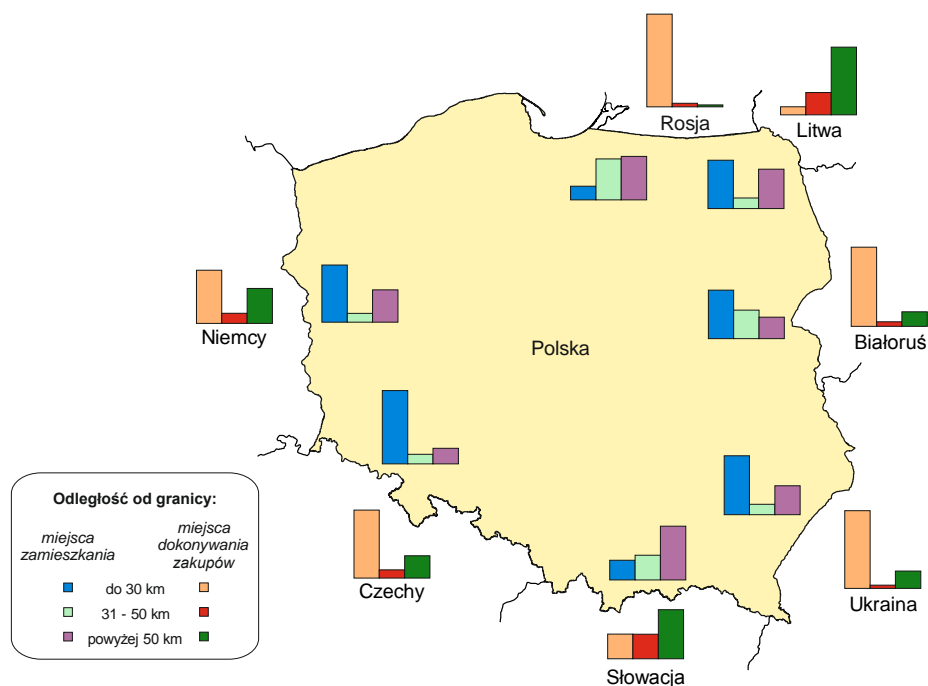 Rosja
Litwa
Niemcy
Polska
Białoruś
Odległość od granicy:
miejsca
zamieszkania
miejsca
dokonywania
zakupów
do 30 km
31 - 50 km
powyżej 50 km
Czechy
Ukraina
Słowacja